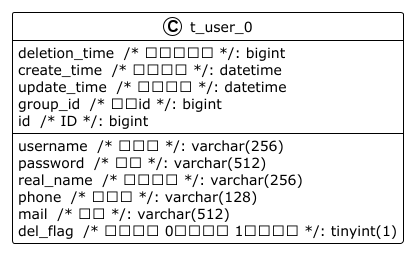 C t_user_0
deletion_time /* □□□□□ */: bigint
create_time /* □□□□ */: datetime
update_time /* □□□□ */: datetime
group_id /* □□id */: bigint
id /* ID */: bigint
username /* □□□ */: varchar(256)
password /* □□ */: varchar(512)
real_name /* □□□□ */: varchar(256)
phone /* □□□ */: varchar(128)
mail /* □□ */: varchar(512)
del_flag /* □□□□ 0□□□□ 1□□□□ */: tinyint(1)